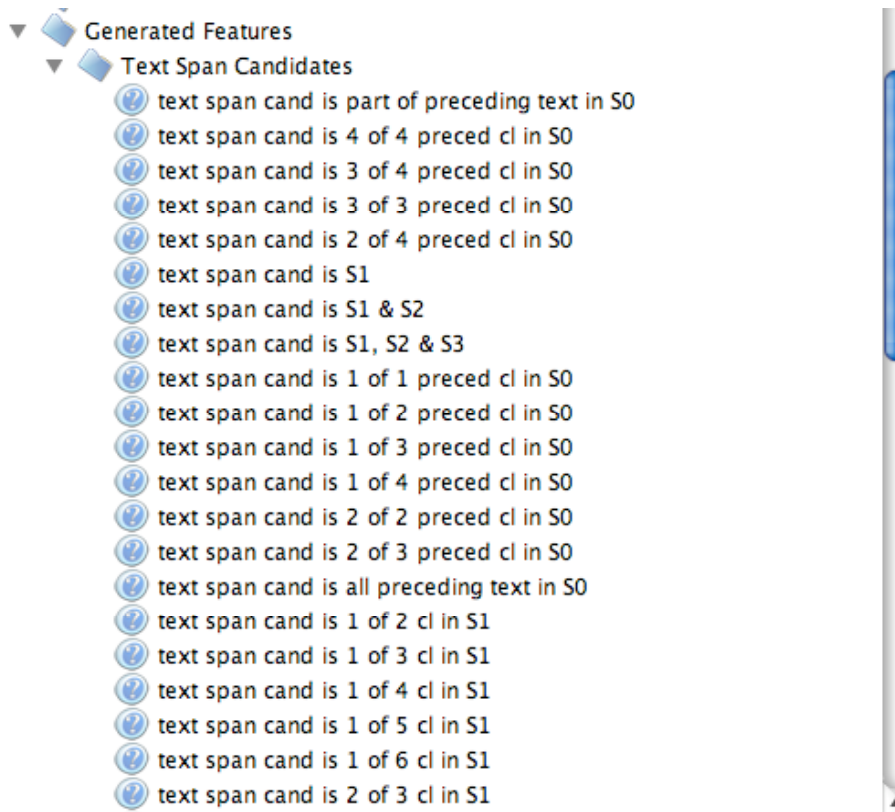 Generated Features
Text Span Candidates
text span cand is part of preceding text in S0
text span cand is 4 of 4 preced cl in S0
text span cand is 3 of 4 preced cl in S0
text span cand is 3 of 3 preced cl in S0
text span cand is 2 of 4 preced cl in S0
text span cand is S1
text span cand is S1 & S2
text span cand is S1, S2 & S3
text span cand is 1 of 1 preced cl in S0
text span cand is 1 of 2 preced cl in S0
text span cand is 1 of 3 preced cl in S0
text span cand is 1 of 4 preced cl in S0
text span cand is 2 of 2 preced cl in S0
text span cand is 2 of 3 preced cl in S0
text span cand is all preceding text in S0
text span cand is 1 of 2 cl in S1
text span cand is 1 of 3 cl in S1
text span cand is 1 of 4 cl in S1
text span cand is 1 of 5 cl in S1
text span cand is 1 of 6 cl in S1
text span cand is 2 of 3 cl in S1